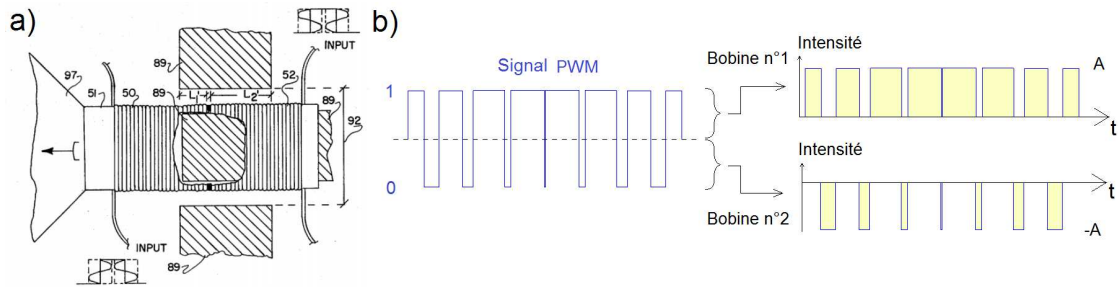 a)
INPUT
89
97
51
50
L1'
L2'
52
89
89
92
INPUT
89
b)
Signal PWM
1
1
0
Bobine n°1
Intensité
A
t
Intensité
t
Bobine n°2
-A